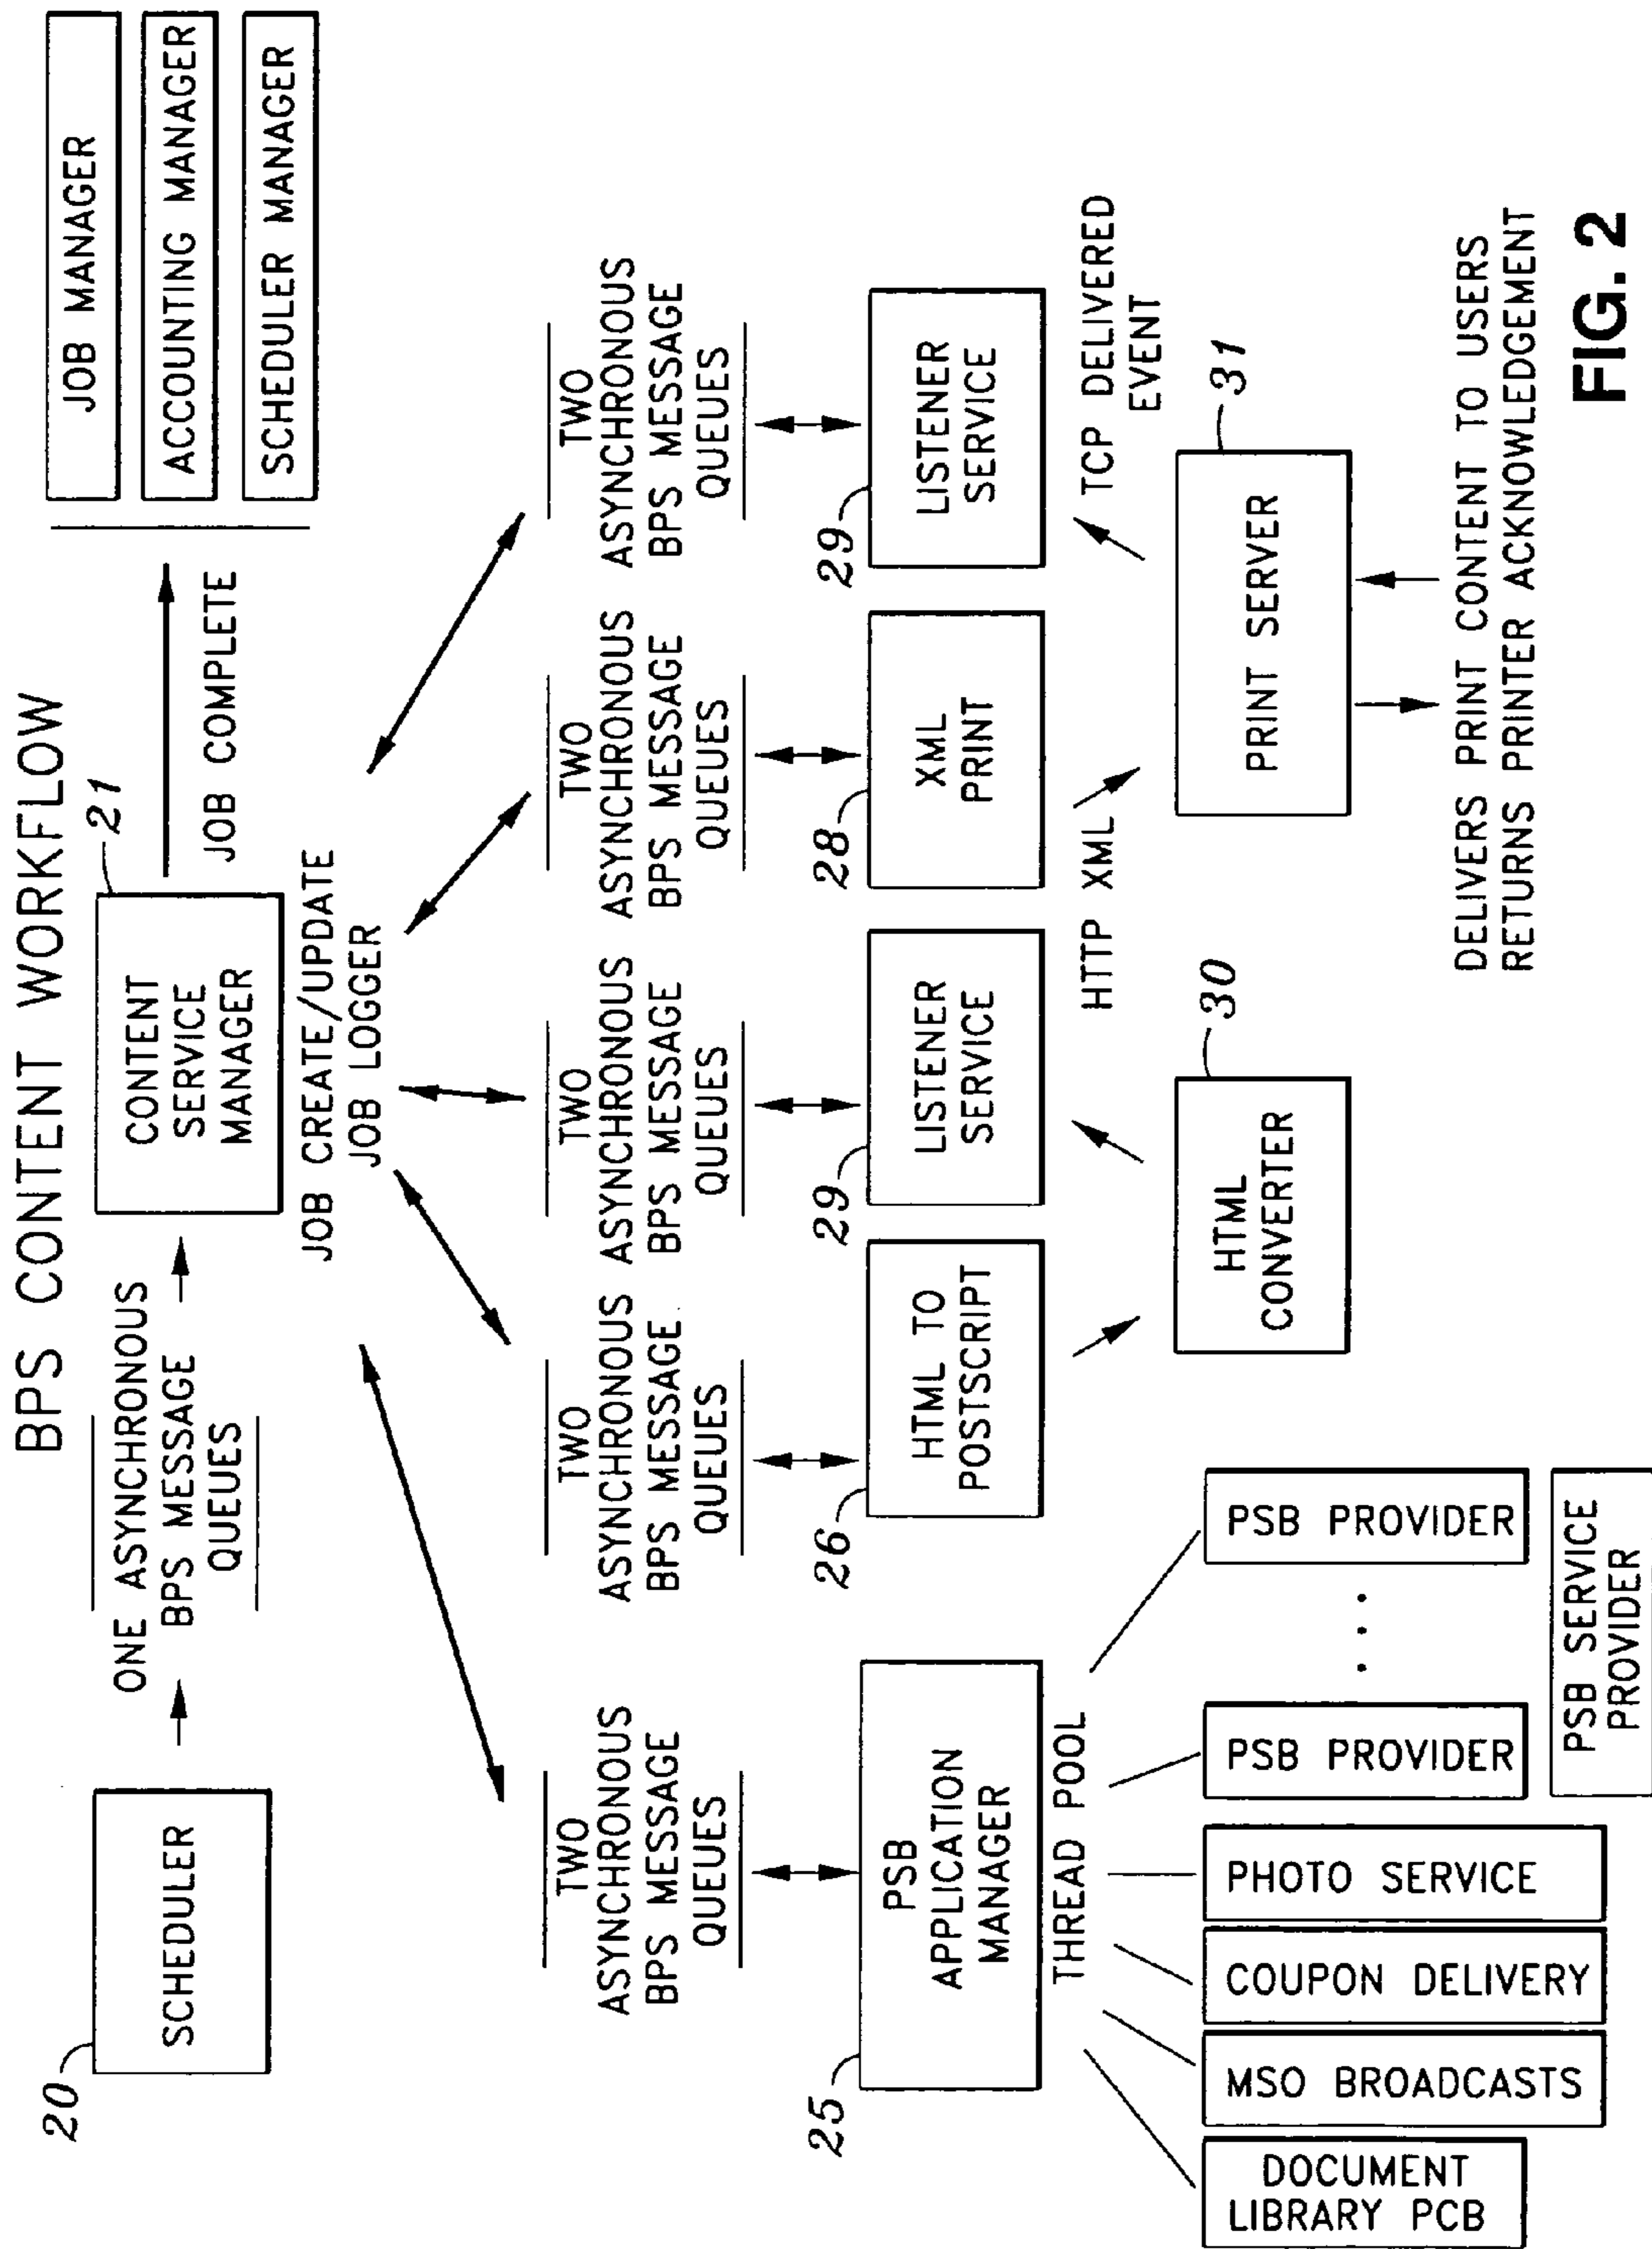 BPS CONTENT WORKFLOW
20
SCHEDULER
ONE ASYNCHRONOUS
BPS MESSAGE
QUEUES
21
CONTENT
SERVICE
MANAGER
JOB COMPLETE
JOB MANAGER
ACCOUNTING MANAGER
SCHEDULER MANAGER
JOB CREATE/UPDATE
JOB LOGGER
TWO
ASYNCHRONOUS
BPS MESSAGE
QUEUES
TWO
ASYNCHRONOUS
BPS MESSAGE
QUEUES
TWO
ASYNCHRONOUS
BPS MESSAGE
QUEUES
TWO
ASYNCHRONOUS
BPS MESSAGE
QUEUES
TWO
ASYNCHRONOUS
BPS MESSAGE
QUEUES
25
PSB
APPLICATION
MANAGER
26
HTML TO
POSTSCRIPT
29
LISTENER
SERVICE
28
XML
PRINT
29
LISTENER
SERVICE
THREAD POOL
HTTP XML
TCP DELIVERED
EVENT
DOCUMENT
LIBRARY PCB
MSO BROADCASTS
COUPON DELIVERY
PHOTO SERVICE
PSB PROVIDER
. . .
PSB PROVIDER
PSB SERVICE
PROVIDER
HTML
CONVERTER
30
PRINT SERVER
31
DELIVERS PRINT CONTENT TO USERS
RETURNS PRINTER ACKNOWLEDGEMENT
FIG. 2